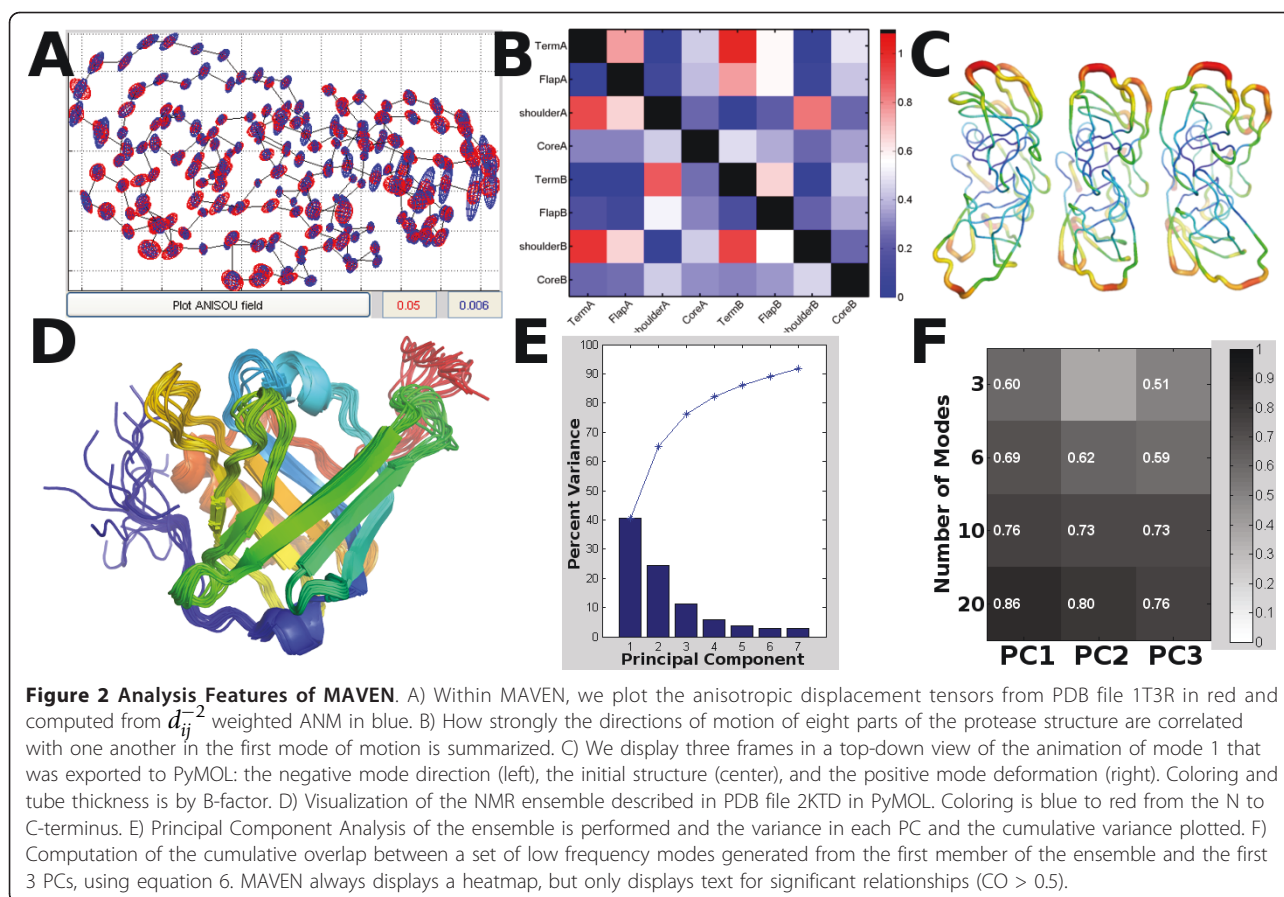 A
Plot ANISOU field
0.05
0.006
B
TermA
FlapA
shoulderA
CoreA
TermB
FlapB
shoulderB
CoreB
TermA
FlapA
shoulderA
CoreA
TermB
FlapB
shoulderB
CoreB
1
0.8
0.6
0.4
0.2
0
C
D
E
Percent Variance
100
90
80
70
60
50
40
30
20
10
0
1 2 3 4 5 6 7
Principal Component
F
Number of Modes
3 0.60 0.51
6 0.69 0.62 0.59
10 0.76 0.73 0.73
20 0.86 0.80 0.76
PC1 PC2 PC3
1
0.9
0.8
0.7
0.6
0.5
0.4
0.3
0.2
0.1
0
Figure 2 Analysis Features of MAVEN. A) Within MAVEN, we plot the anisotropic displacement tensors from PDB file 1T3R in red and
computed from d_{ij}^{-2} weighted ANM in blue. B) How strongly the directions of motion of eight parts of the protease structure are correlated
with one another in the first mode of motion is summarized. C) We display three frames in a top-down view of the animation of mode 1 that
was exported to PyMOL: the negative mode direction (left), the initial structure (center), and the positive mode deformation (right). Coloring and
tube thickness is by B-factor. D) Visualization of the NMR ensemble described in PDB file 2KTD in PyMOL. Coloring is blue to red from the N to
C-terminus. E) Principal Component Analysis of the ensemble is performed and the variance in each PC and the cumulative variance plotted. F)
Computation of the cumulative overlap between a set of low frequency modes generated from the first member of the ensemble and the first
3 PCs, using equation 6. MAVEN always displays a heatmap, but only displays text for significant relationships (CO > 0.5).